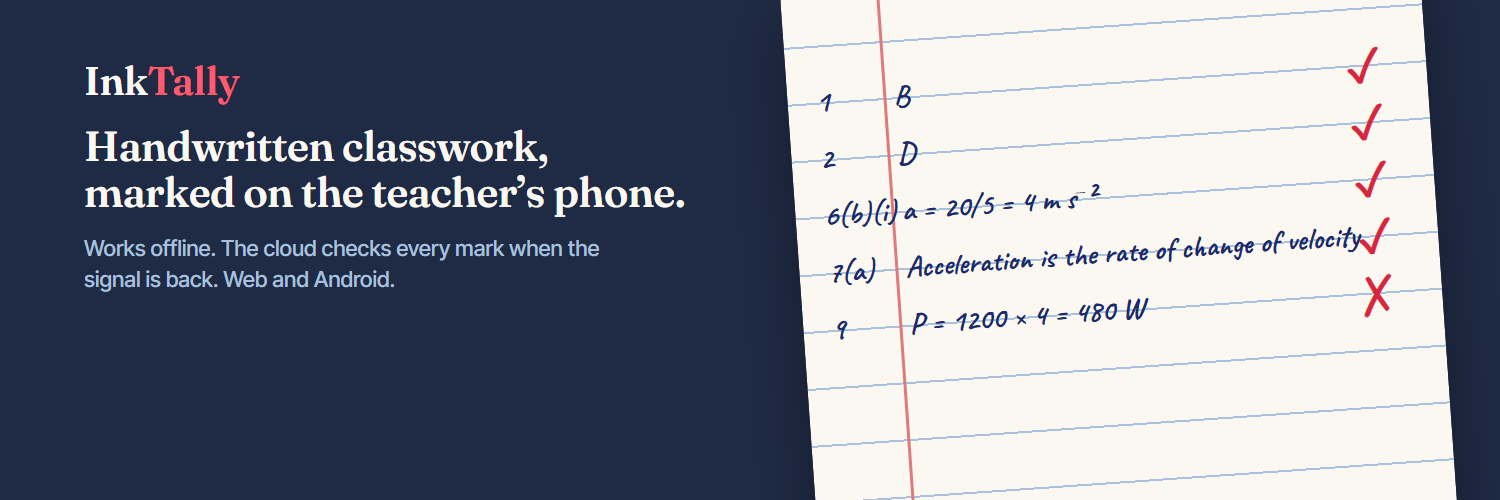 InkTally
Handwritten classwork,
marked on the teacher’s phone.
Works offline. The cloud checks every mark when the
signal is back. Web and Android.
1 B ✓
2 D ✓
6(b)(i) a = 20/5 = 4 m s⁻² ✓
7(a) Acceleration is the rate of change of velocity ✓
9 P = 1200 × 4 = 480 W ✗